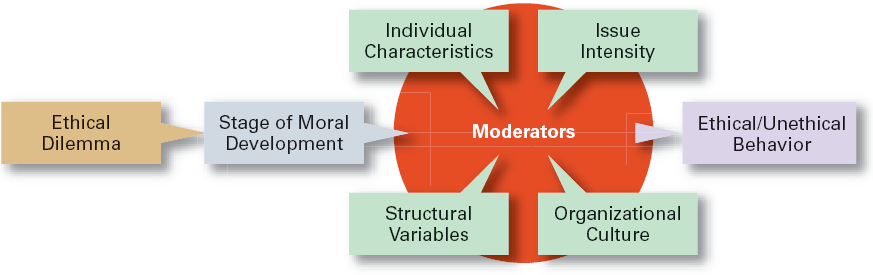 Individual
Characteristics
Issue
Intensity
Ethical
Dilemma
Stage of Moral
Development
Moderators
Ethical/Unethical
Behavior
Structural
Variables
Organizational
Culture